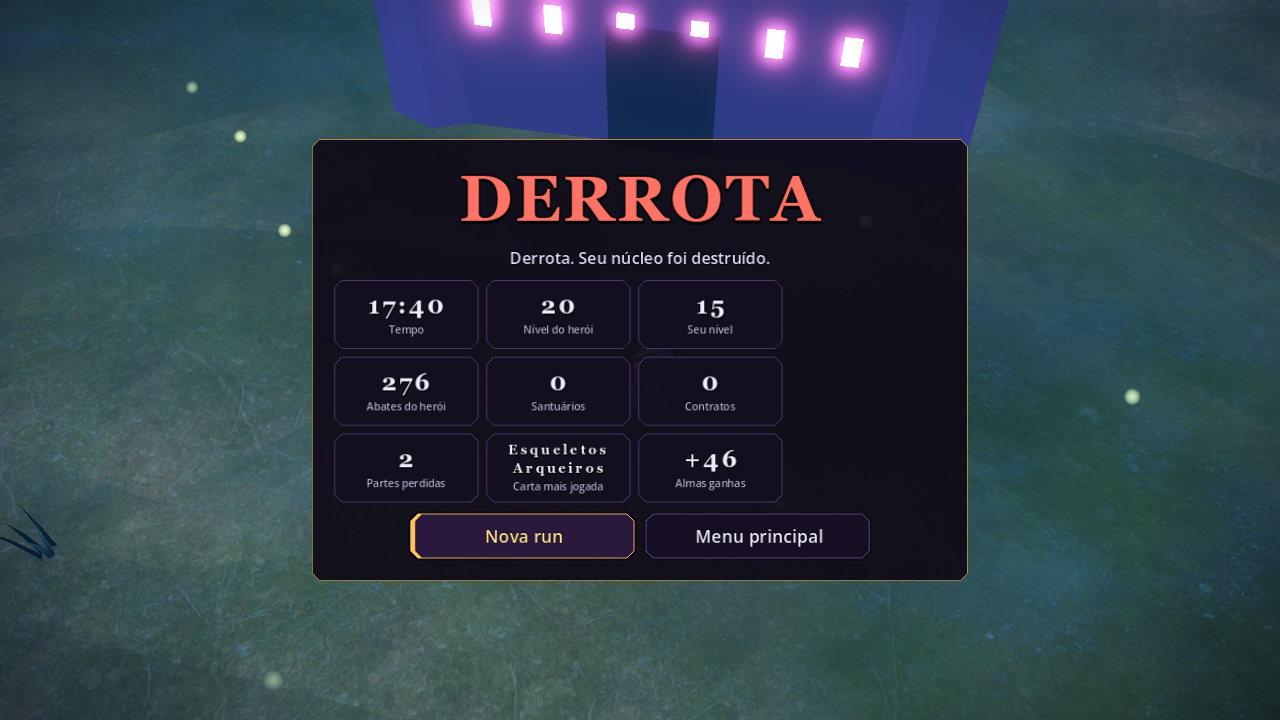 DERROTA
Derrota. Seu núcleo foi destruído.
17:40
Tempo
20
Nível do herói
15
Seu nível
276
Abates do herói
0
Santuários
0
Contratos
2
Partes perdidas
Esqueletos
Arqueiros
Carta mais jogada
+46
Almas ganhas
Nova run
Menu principal